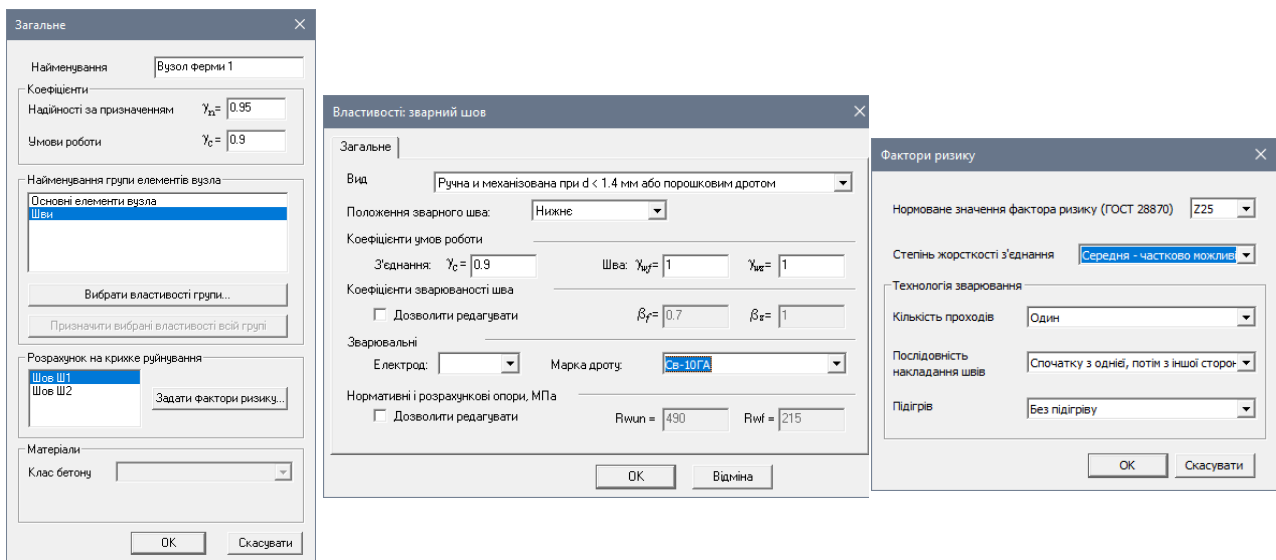 Загальне
Найменування Вузол ферми 1
Коефіцієнти
Надійності за призначенням γn= 0.95
Умови роботи γc= 0.9
Найменування групи елементів вузла
Основні елементи вузла
Шви
Вибрати властивості групи...
Призначити вибрані властивості всій групі
Розрахунок на крихке руйнування
Шов Ш1
Шов Ш2
Задати фактори ризику...
Матеріали
Клас бетону
OK Скасувати
Властивості: зварний шов
Загальне
Вид Ручна и механізована при d < 1.4 мм або порошковим дротом
Положення зварного шва: Нижнє
Коефіцієнти умов роботи
З'єднання: γc = 0.9 Шва: γwf= 1 γwz= 1
Коефіцієнти зварюваності шва
Дозволити редагувати βf= 0.7 βz= 1
Зварювальні
Електрод: Марка дроту: Св-10ГА
Нормативні і розрахункові опори, МПа
Дозволити редагувати Rwun = 490 Rwf = 215
OK Відміна
Фактори ризику
Нормоване значення фактора ризику (ГОСТ 28870) Z25
Степінь жорсткості з'єднання Середня - частково можливі
Технологія зварювання
Кількість проходів Один
Послідовність
накладання швів Спочатку з однієї, потім з іншої сторон
Підігрів Без підігріву
OK Скасувати